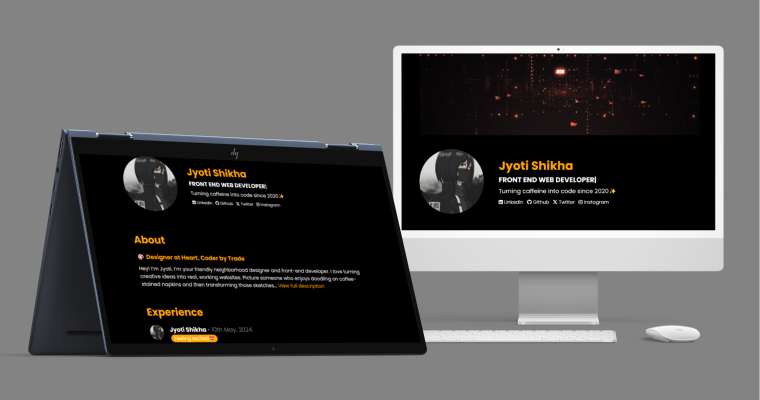 hp
Jyoti Shikha
FRONT END WEB DEVELOPER|
Turning caffeine into code since 2020✨
Linkedin Github Twitter Instagram
About
🎨 Designer at Heart, Coder by Trade
Hey! I'm Jyoti, I'm your friendly neighborhood designer and front-end developer. I love turning
creative ideas into real, working websites. Picture someone who enjoys doodling on coffee-
stained napkins and then transforming those sketches... View full description
Experience
Jyoti Shikha • 10th May, 2024
Feeling excited
Jyoti Shikha
FRONT END WEB DEVELOPER|
Turning caffeine into code since 2020✨
Linkedin Github Twitter Instagram